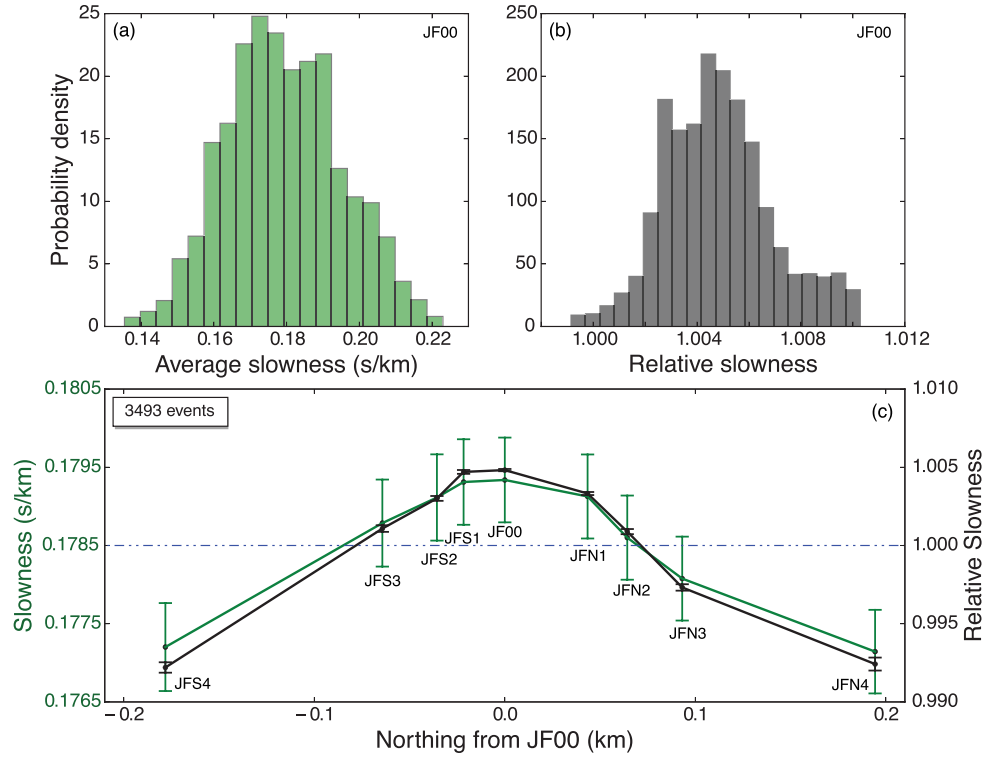 (a)
JF00
25
20
15
10
5
0
Probability density
0.14 0.16 0.18 0.20 0.22
Average slowness (s/km)
(b)
JF00
250
200
150
100
50
0
1.000 1.004 1.008 1.012
Relative slowness
3493 events
(c)
0.1805
0.1795
0.1785
0.1775
0.1765
Slowness (s/km)
1.010
1.005
1.000
0.995
0.990
Relative Slowness
JFS4
JFS3
JFS2
JFS1
JF00
JFN1
JFN2
JFN3
JFN4
−0.2 −0.1 0.0 0.1 0.2
Northing from JF00 (km)